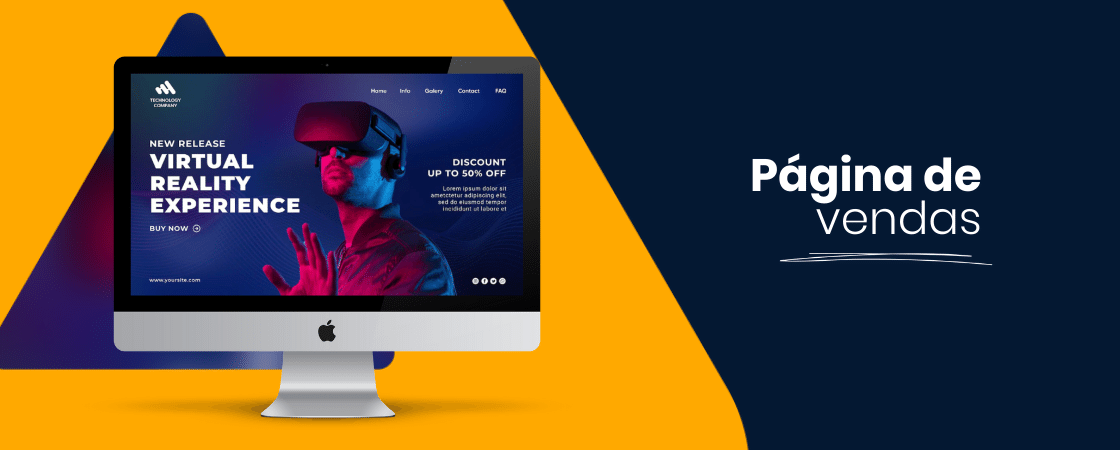 TECHNOLOGY
COMPANY
Home Info Galery Contact FAQ
NEW RELEASE
VIRTUAL
REALITY
EXPERIENCE
BUY NOW
DISCOUNT
UP TO 50% OFF
Lorem ipsum dolor sit
ametctetur adipiscing elit,
sed do eiusmod tempor
incididunt ut labore et
www.yoursite.com
Página de
vendas